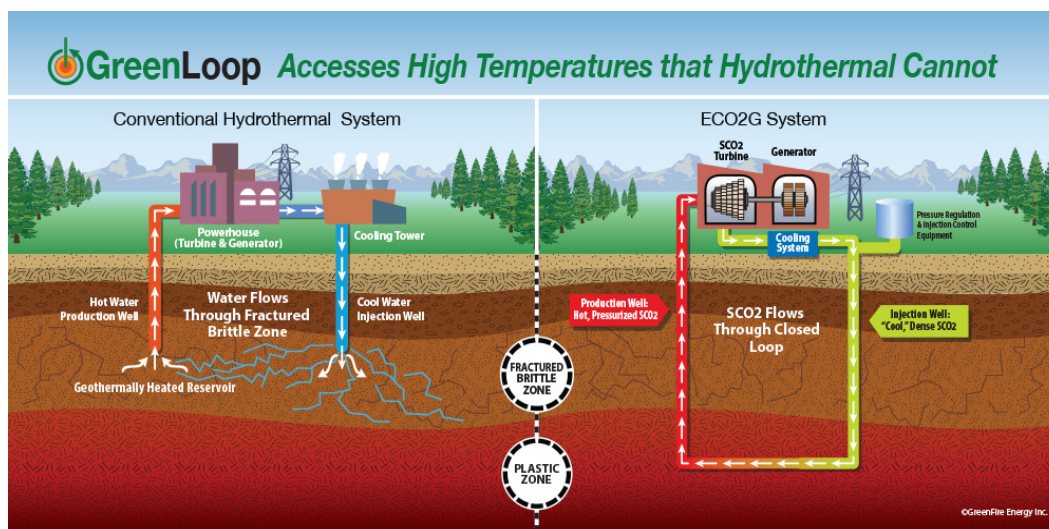 GreenLoop Accesses High Temperatures that Hydrothermal Cannot
Conventional Hydrothermal System
Powerhouse
(Turbine & Generator)
Cooling Tower
Hot Water
Production Well
Water Flows
Through Fractured
Brittle Zone
Cool Water
Injection Well
Geothermally Heated Reservoir
FRACTURED
BRITTLE
ZONE
PLASTIC
ZONE
ECO2G System
SCO2
Turbine
Generator
Cooling
System
Pressure Regulation
& Injection Control
Equipment
Production Well:
Hot, Pressurized SCO2
SCO2 Flows
Through Closed
Loop
Injection Well:
"Cool," Dense SCO2
©GreenFire Energy Inc.